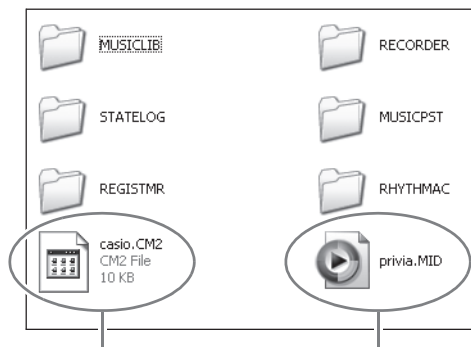 MUSICLIB
RECORDER
STATELOG
MUSICPST
REGISTMR
RHYTHMAC
casio.CM2
CM2 File
10 KB
privia.MID